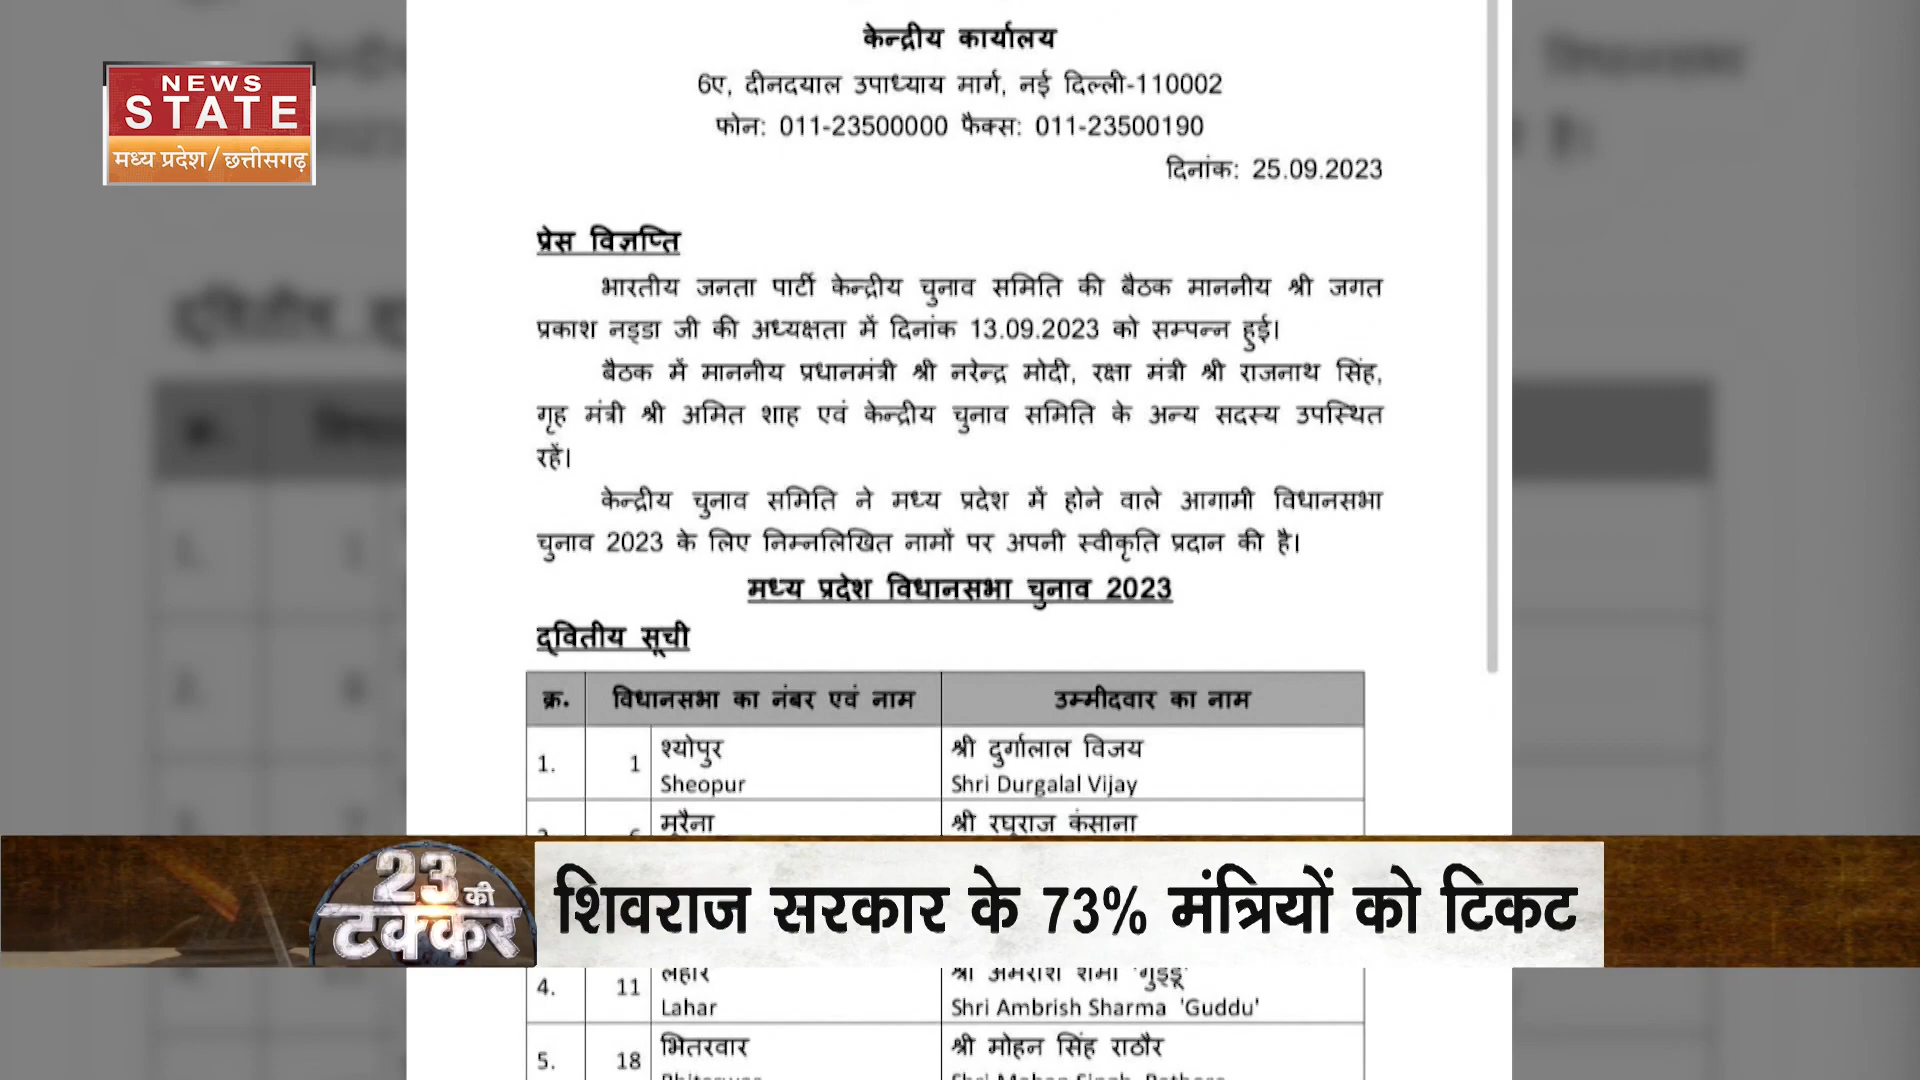 केन्द्रीय कार्यालय
6ए, दीनदयाल उपाध्याय मार्ग, नई दिल्ली-110002
फोन: 011-23500000 फैक्स: 011-23500190
दिनांक: 25.09.2023
NEWS
STATE
मध्य प्रदेश/छत्तीसगढ़
प्रेस विज्ञप्ति
भारतीय जनता पार्टी केन्द्रीय चुनाव समिति की बैठक माननीय श्री जगत
प्रकाश नड्डा जी की अध्यक्षता में दिनांक 13.09.2023 को सम्पन्न हुई।
बैठक में माननीय प्रधानमंत्री श्री नरेन्द्र मोदी, रक्षा मंत्री श्री राजनाथ सिंह,
गृह मंत्री श्री अमित शाह एवं केन्द्रीय चुनाव समिति के अन्य सदस्य उपस्थित
रहें।
केन्द्रीय चुनाव समिति ने मध्य प्रदेश में होने वाले आगामी विधानसभा
चुनाव 2023 के लिए निम्नलिखित नामों पर अपनी स्वीकृति प्रदान की है।
मध्य प्रदेश विधानसभा चुनाव 2023
द्वितीय सूची
क्र. विधानसभा का नंबर एवं नाम उम्मीदवार का नाम
1. 1 श्योपुर श्री दुर्गालाल विजय
Sheopur Shri Durgalal Vijay
मुरैना श्री रघुराज कंसाना
23 की टक्कर
शिवराज सरकार के 73% मंत्रियों को टिकट
4. 11 लहार श्री अमरीश शर्मा 'गुड्डू'
Lahar Shri Ambrish Sharma 'Guddu'
5. 18 भितरवार श्री मोहन सिंह राठौर